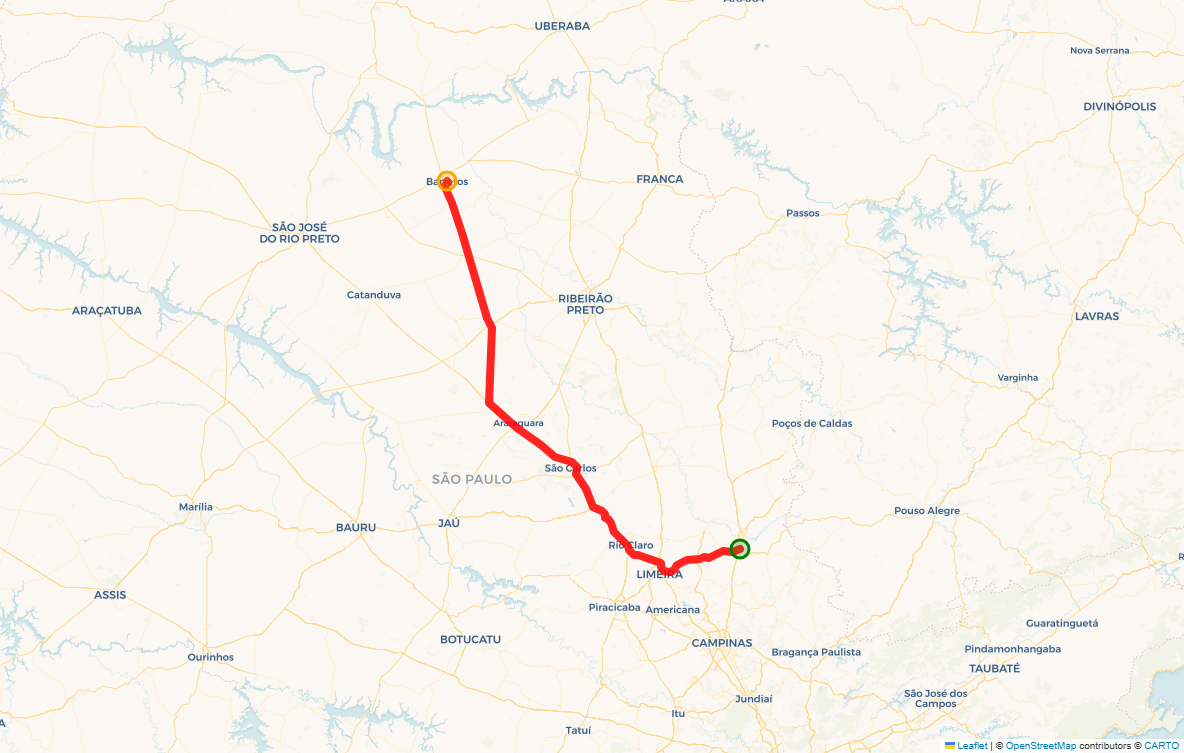 ARAXÁ
UBERABA
Nova Serrana
DIVINÓPOLIS
Barretos
FRANCA
Passos
SÃO JOSÉ
DO RIO PRETO
Catanduva
RIBEIRÃO
PRETO
ARAÇATUBA
LAVRAS
Varginha
Araraquara
Poços de Caldas
São Carlos
SÃO PAULO
Marília
Pouso Alegre
BAURU
JAÚ
Rio Claro
LIMEIRA
ASSIS
Piracicaba
Americana
Guaratinguetá
BOTUCATU
CAMPINAS
Bragança Paulista
Pindamonhangaba
Ourinhos
TAUBATÉ
São José dos
Campos
Jundiaí
Itu
Tatuí
Leaflet | © OpenStreetMap contributors © CARTO